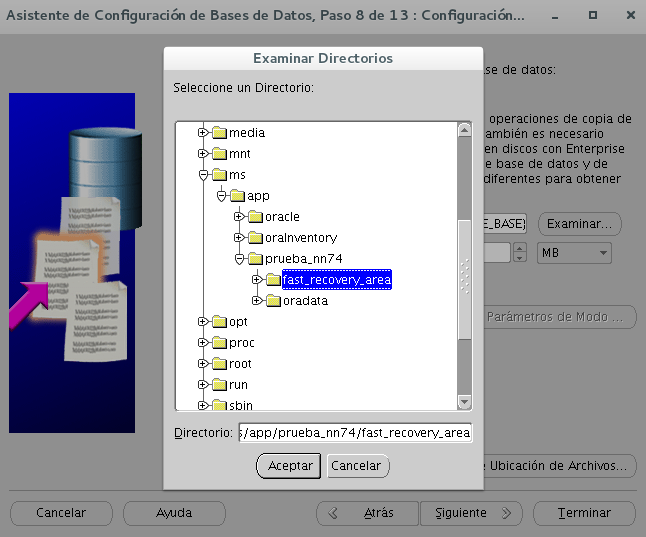 Asistente de Configuración de Bases de Datos, Paso 8 de 13 : Configuración...
Examinar Directorios
Seleccione un Directorio:
media
mnt
ms
app
oracle
oraInventory
prueba_nn74
fast_recovery_area
oradata
opt
proc
root
run
sbin
Directorio: s/app/prueba_nn74/fast_recovery_area
Aceptar Cancelar
se de datos:
operaciones de copia de
ambién es necesario
en discos con Enterprise
e base de datos y de
diferentes para obtener
E_BASE} Examinar...
MB
Parámetros de Modo ...
e Ubicación de Archivos...
Cancelar Ayuda Atrás Siguiente Terminar